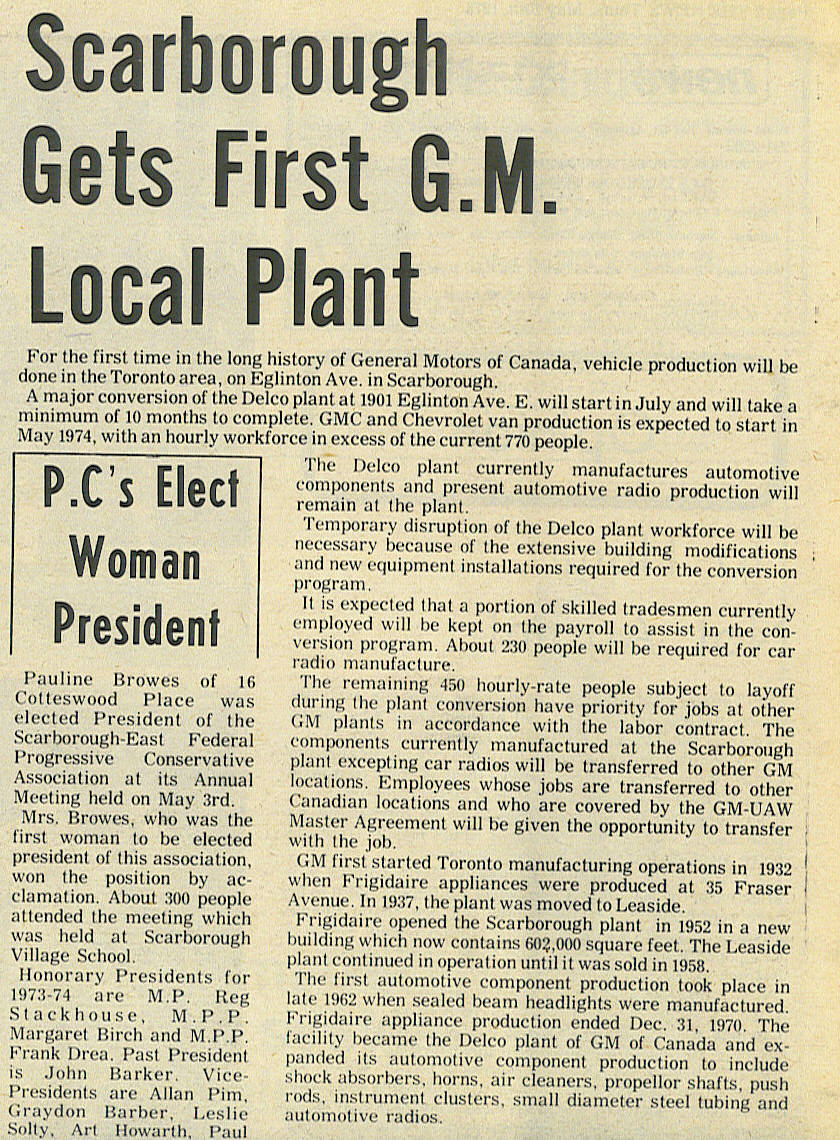 Scarborough
Gets First G.M.
Local Plant
For the first time in the long history of General Motors of Canada, vehicle production will be
done in the Toronto area, on Eglinton Ave. in Scarborough.
A major conversion of the Delco plant at 1901 Eglinton Ave. E. will start in July and will take a
minimum of 10 months to complete. GMC and Chevrolet van production is expected to start in
May 1974, with an hourly workforce in excess of the current 770 people.
P.C's Elect
Woman
President
Pauline Browes of 16
Cotteswood Place was
elected President of the
Scarborough-East Federal
Progressive Conservative
Association at its Annual
Meeting held on May 3rd.
Mrs. Browes, who was the
first woman to be elected
president of this association,
won the position by ac-
clamation. About 300 people
attended the meeting which
was held at Scarborough
Village School.
Honorary Presidents for
1973-74 are M.P. Reg
Stackhouse, M.P.P.
Margaret Birch and M.P.P.
Frank Drea. Past President
is John Barker. Vice-
Presidents are Allan Pim,
Graydon Barber, Leslie
Solty, Art Howarth, Paul
The Delco plant currently manufactures automotive
components and present automotive radio production will
remain at the plant.
Temporary disruption of the Delco plant workforce will be
necessary because of the extensive building modifications
and new equipment installations required for the conversion
program.
It is expected that a portion of skilled tradesmen currently
employed will be kept on the payroll to assist in the con-
version program. About 230 people will be required for car
radio manufacture.
The remaining 450 hourly-rate people subject to layoff
during the plant conversion have priority for jobs at other
GM plants in accordance with the labor contract. The
components currently manufactured at the Scarborough
plant excepting car radios will be transferred to other GM
locations. Employees whose jobs are transferred to other
Canadian locations and who are covered by the GM-UAW
Master Agreement will be given the opportunity to transfer
with the job.
GM first started Toronto manufacturing operations in 1932
when Frigidaire appliances were produced at 35 Fraser
Avenue. In 1937, the plant was moved to Leaside.
Frigidaire opened the Scarborough plant in 1952 in a new
building which now contains 602,000 square feet. The Leaside
plant continued in operation until it was sold in 1958.
The first automotive component production took place in
late 1962 when sealed beam headlights were manufactured.
Frigidaire appliance production ended Dec. 31, 1970. The
facility became the Delco plant of GM of Canada and ex-
panded its automotive component production to include
shock absorbers, horns, air cleaners, propellor shafts, push
rods, instrument clusters, small diameter steel tubing and
automotive radios.